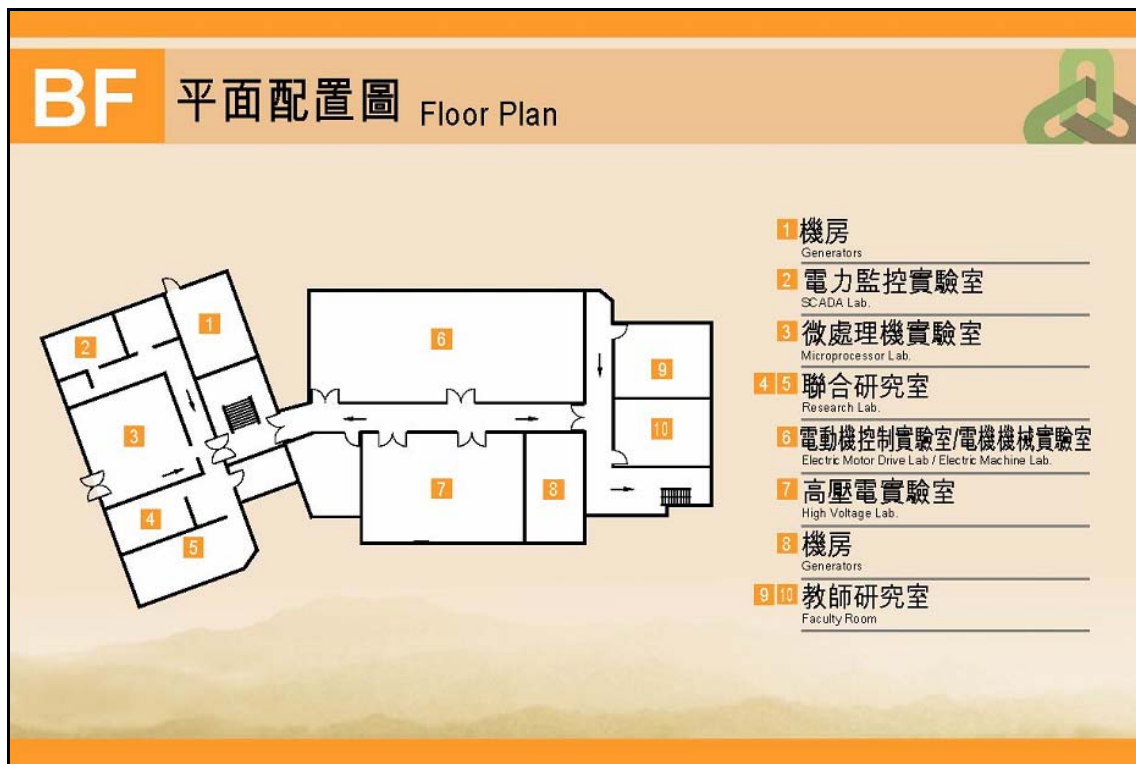 BF 平面配置圖 Floor Plan
1 機房
Generators
2 電力監控實驗室
SCADA Lab.
3 微處理機實驗室
Microprocessor Lab.
4 5 聯合研究室
Research Lab.
6 電動機控制實驗室/電機機械實驗室
Electric Motor Drive Lab / Electric Machine Lab.
7 高壓電實驗室
High Voltage Lab.
8 機房
Generators
9 10 教師研究室
Faculty Room
1
2
3
4
5
6
7
8
9
10